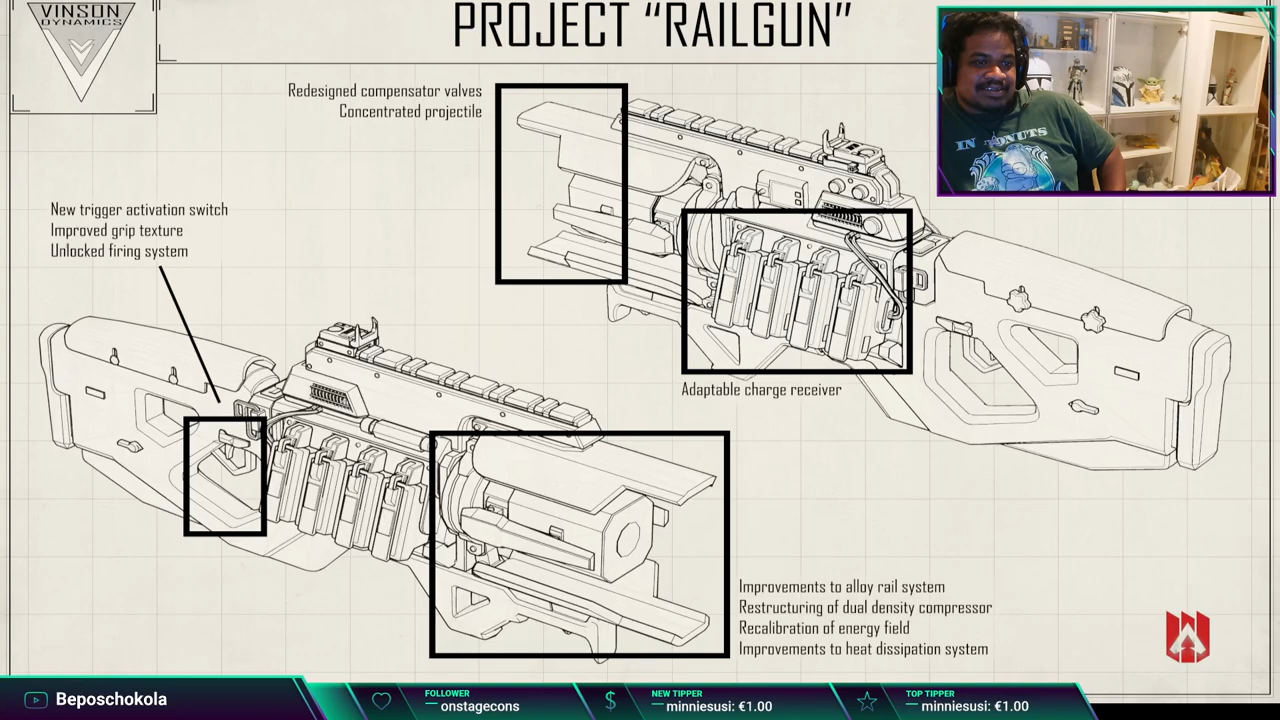 VINSON
DYNAMICS
PROJECT “RAILGUN”
Redesigned compensator valves
Concentrated projectile
IN DONUTS
New trigger activation switch
Improved grip texture
Unlocked firing system
Adaptable charge receiver
Improvements to alloy rail system
Restructuring of dual density compressor
Recalibration of energy field
Improvements to heat dissipation system
Beposchokola
FOLLOWER
onstagecons
$
NEW TIPPER
minniesusi: €1.00
TOP TIPPER
minniesusi: €1.00